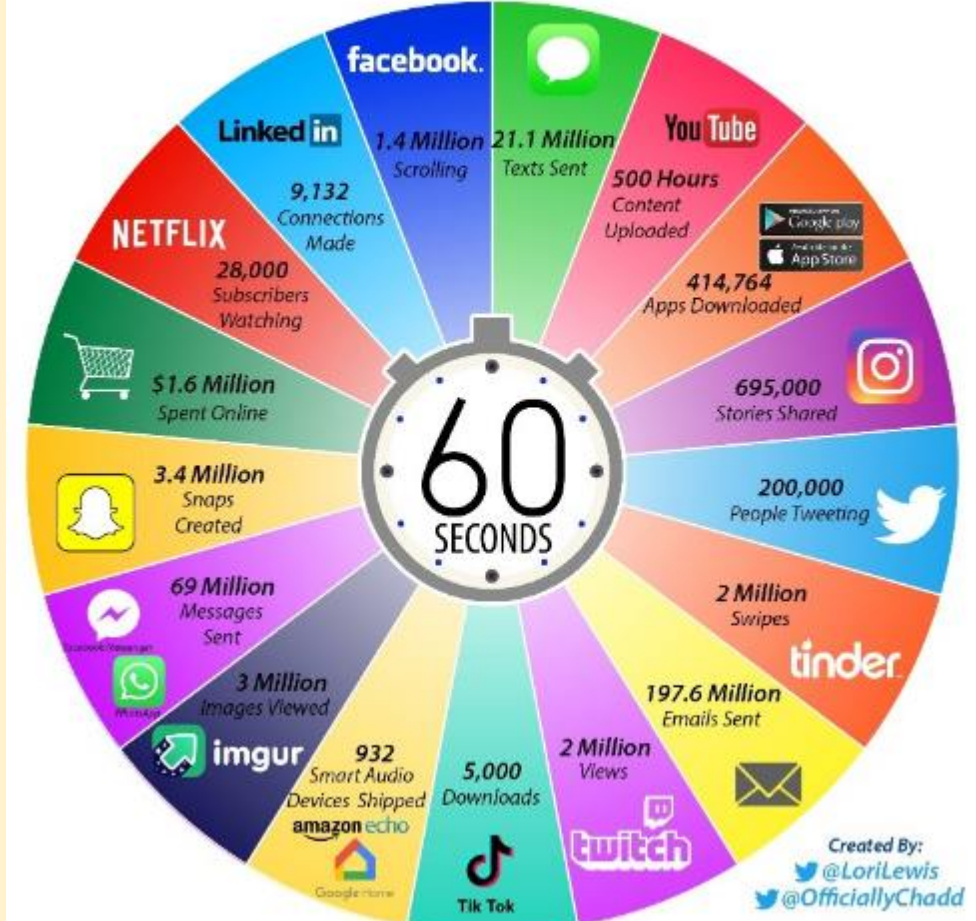 facebook.
1.4 Million
Scrolling
21.1 Million
Texts Sent
YouTube
500 Hours
Content
Uploaded
Google play
App Store
414,764
Apps Downloaded
695,000
Stories Shared
200,000
People Tweeting
2 Million
Swipes
tinder
197.6 Million
Emails Sent
2 Million
Views
twitch
5,000
Downloads
Tik Tok
932
Smart Audio
Devices Shipped
amazon echo
Google Home
3 Million
Images Viewed
imgur
69 Million
Messages
Sent
WhatsApp
3.4 Million
Snaps
Created
$1.6 Million
Spent Online
NETFLIX
28,000
Subscribers
Watching
Linked in
9,132
Connections
Made
60
SECONDS
Created By:
@LoriLewis
@OfficiallyChadd